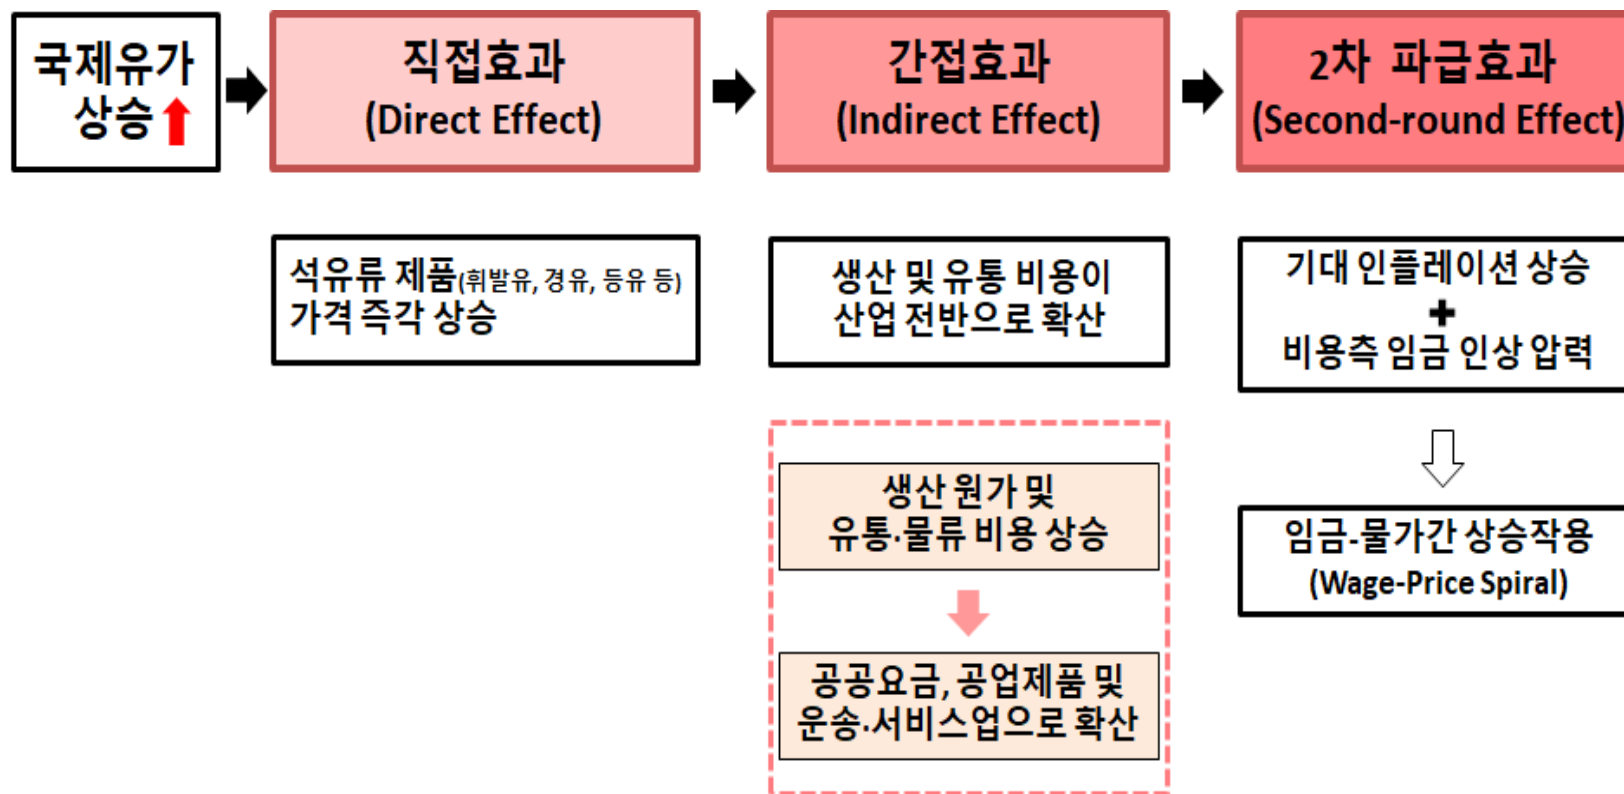 국제유가
상승
직접효과
(Direct Effect)
간접효과
(Indirect Effect)
2차 파급효과
(Second-round Effect)
석유류 제품(휘발유, 경유, 등유 등)
가격 즉각 상승
생산 및 유통 비용이
산업 전반으로 확산
기대 인플레이션 상승
+
비용측 임금 인상 압력
생산 원가 및
유통·물류 비용 상승
공공요금, 공업제품 및
운송·서비스업으로 확산
임금-물가간 상승작용
(Wage-Price Spiral)